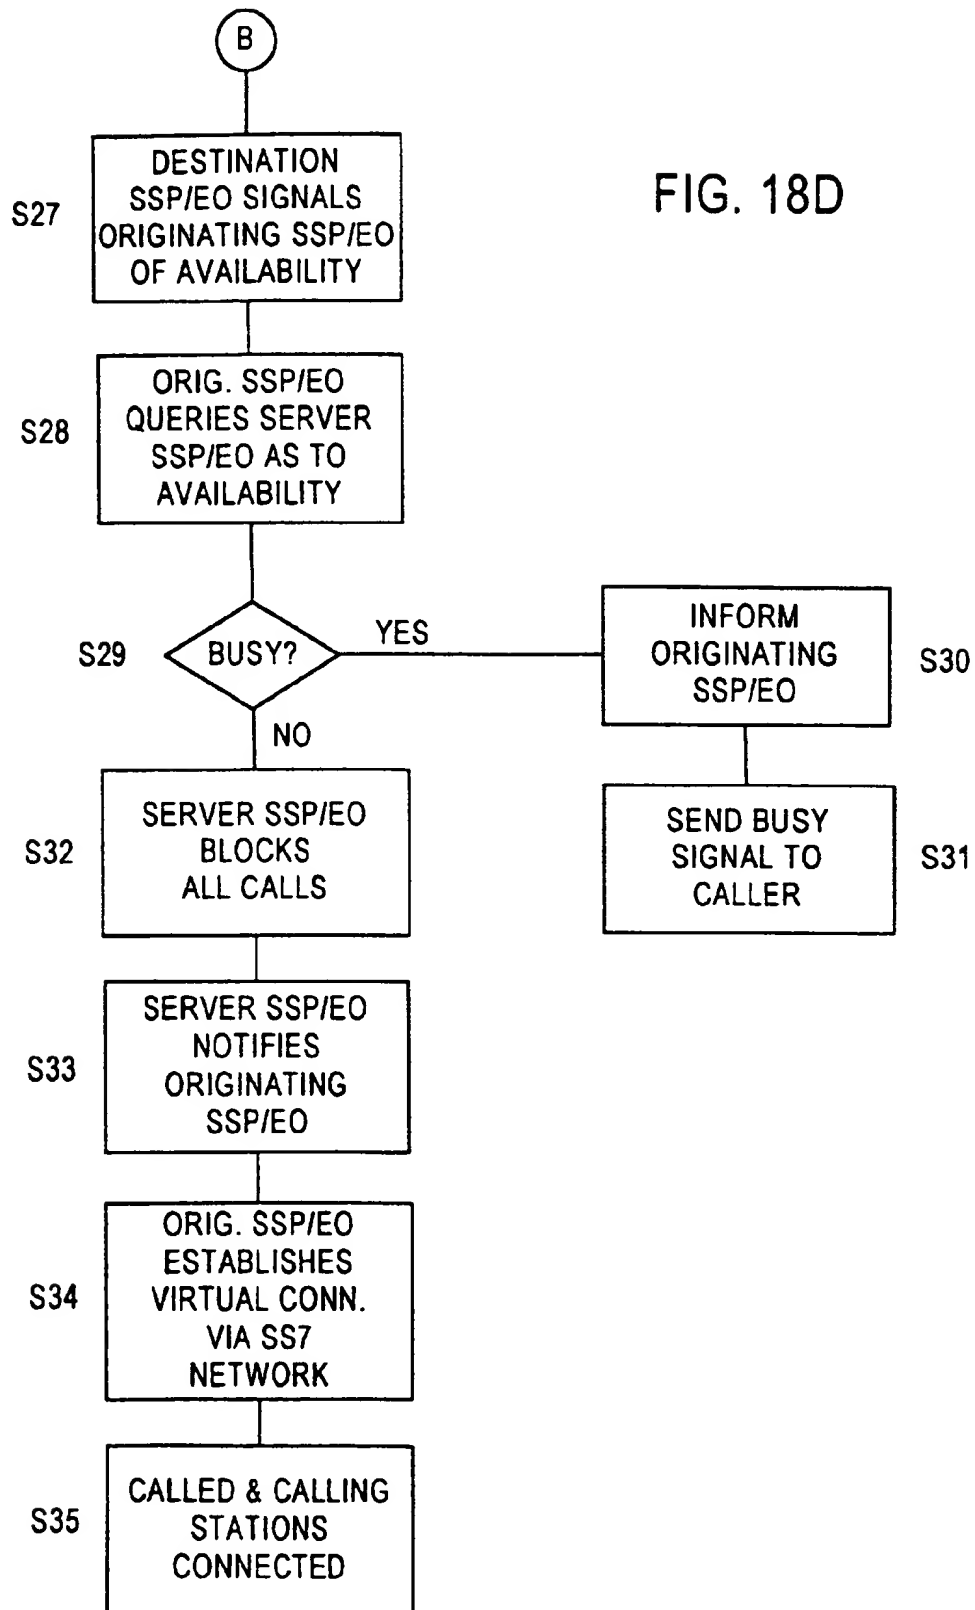 B
FIG. 18D
S27
DESTINATION
SSP/EO SIGNALS
ORIGINATING SSP/EO
OF AVAILABILITY
S28
ORIG. SSP/EO
QUERIES SERVER
SSP/EO AS TO
AVAILABILITY
S29
BUSY?
YES
NO
INFORM
ORIGINATING
SSP/EO
S30
SEND BUSY
SIGNAL TO
CALLER
S31
S32
SERVER SSP/EO
BLOCKS
ALL CALLS
S33
SERVER SSP/EO
NOTIFIES
ORIGINATING
SSP/EO
S34
ORIG. SSP/EO
ESTABLISHES
VIRTUAL CONN.
VIA SS7
NETWORK
S35
CALLED & CALLING
STATIONS
CONNECTED